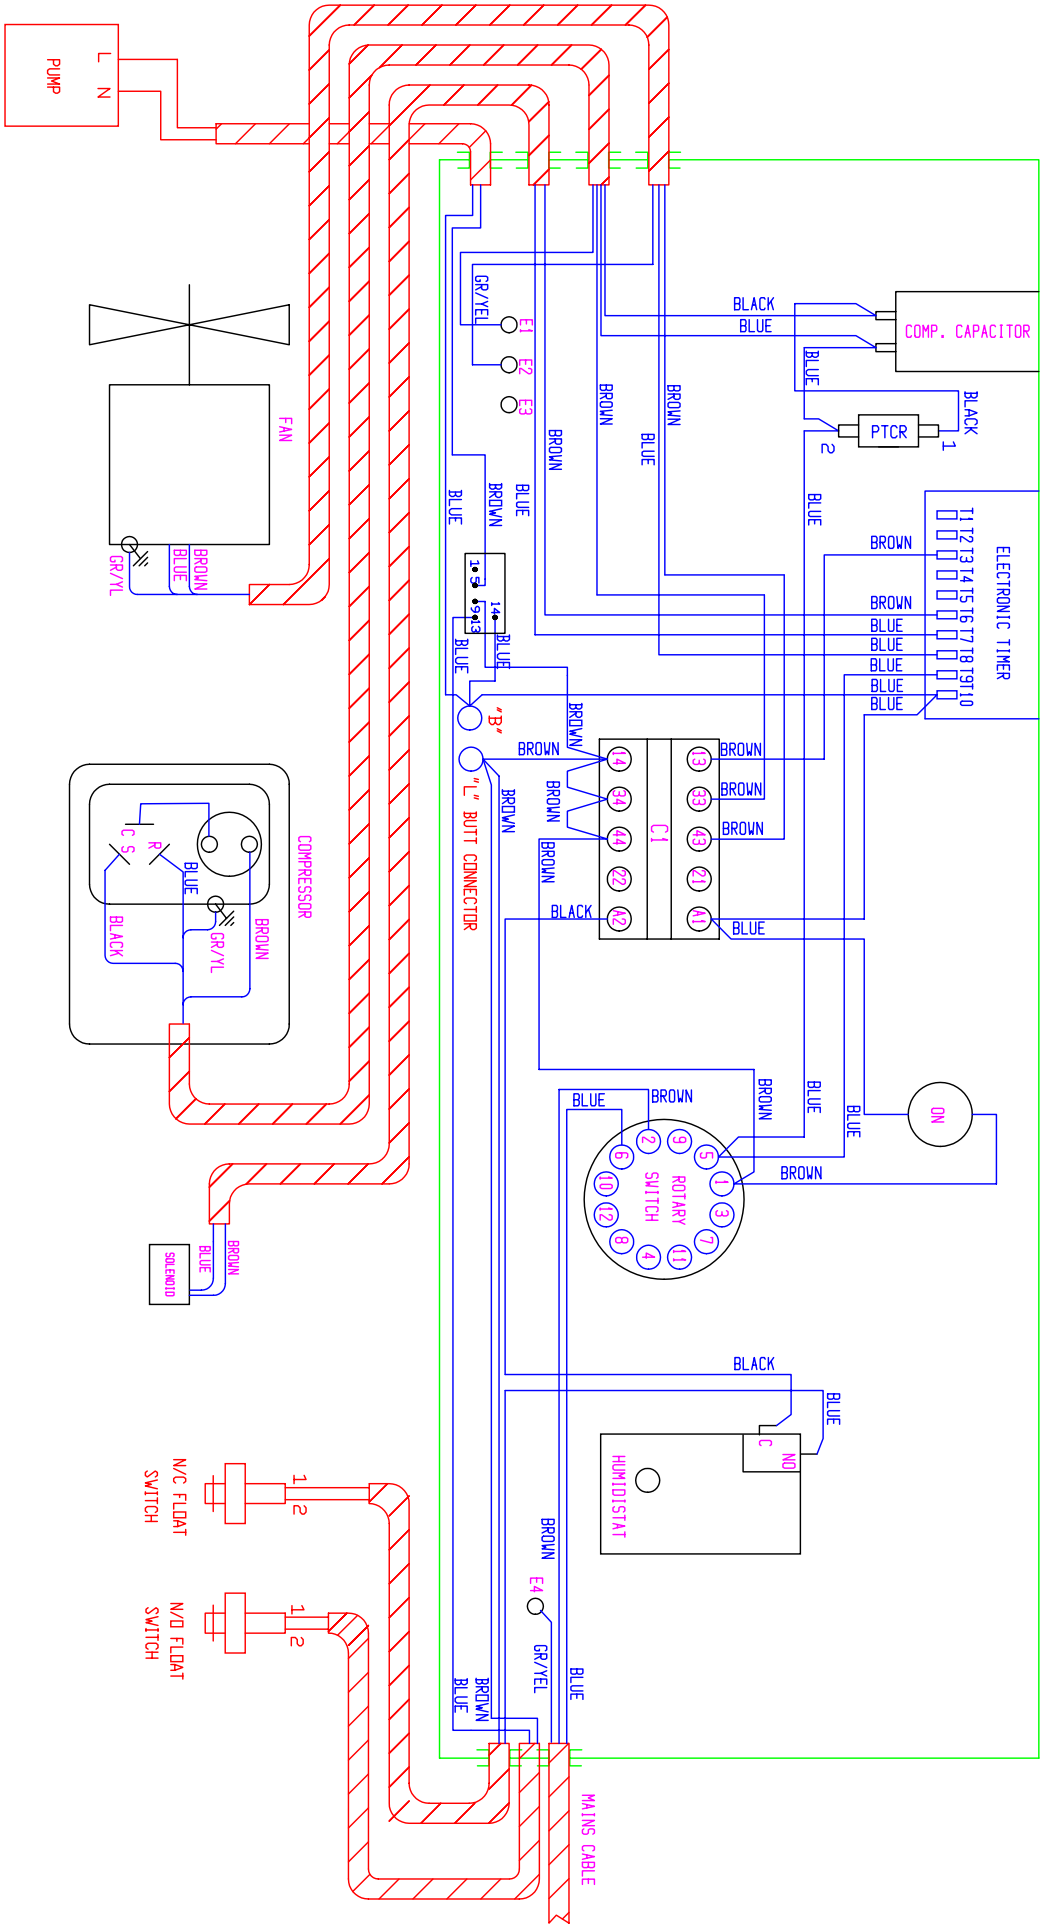 PUMP
L
N
FAN
GR/YL
BLUE
BROWN
COMPRESSOR
C
S
R
BLUE
BLACK
GR/YL
BROWN
SOLENOID
BLUE
BROWN
N/C FLOAT
SWITCH
1
2
N/O FLOAT
SWITCH
1
2
MAINS CABLE
COMP. CAPACITOR
BLACK
BLUE
BLUE
BLACK
PTCR
1
2
BLUE
GR/YEL
E1
E2
E3
BROWN
BLUE
BROWN
BROWN
BLUE
BROWN
BLUE
ELECTRONIC TIMER
T1
T2
T3
T4
T5
T6
T7
T8
T9
T10
BROWN
BROWN
BLUE
BLUE
BLUE
BLUE
BLUE
1
5
9
13
14
BLUE
BLUE
"B"
"L" BUTT CONNECTOR
BROWN
BROWN
BROWN
BROWN
BROWN
BLACK
C1
14
34
44
22
A2
13
33
43
21
A1
BROWN
BROWN
BROWN
BLUE
ON
BLUE
BLUE
BROWN
BROWN
BROWN
BLUE
ROTARY
SWITCH
1
3
7
11
4
8
12
10
6
2
9
5
BLACK
BLUE
HUMIDISTAT
C
NO
BROWN
E4
GR/YEL
BLUE
BROWN
BLUE